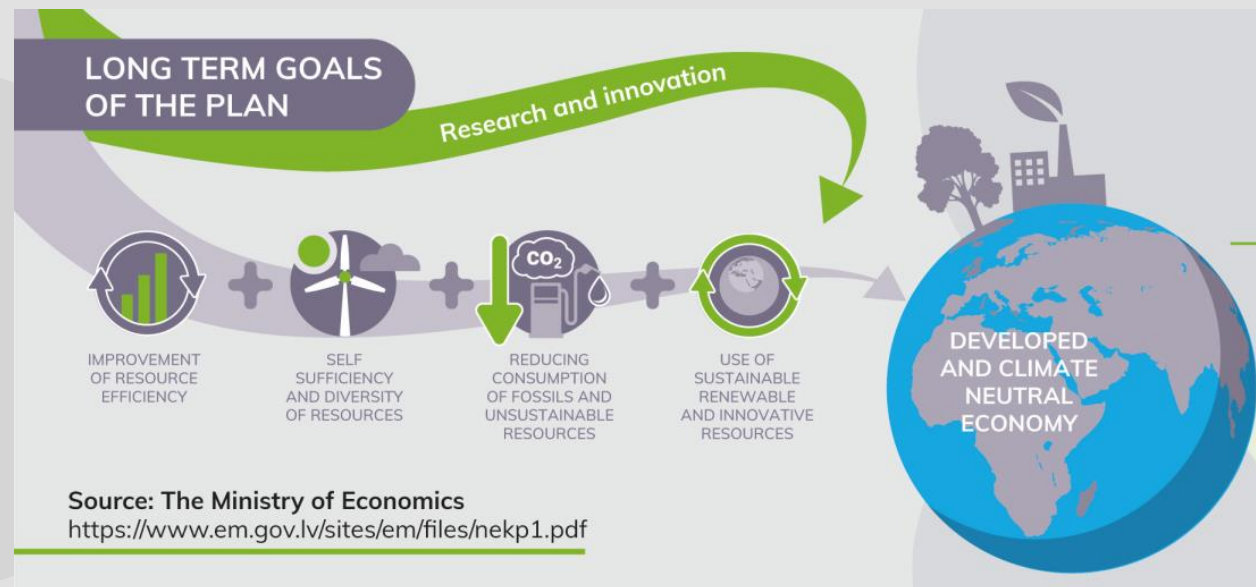 LONG TERM GOALS
OF THE PLAN
Research and innovation
CO₂
IMPROVEMENT
OF RESOURCE
EFFICIENCY
SELF
SUFFICIENCY
AND DIVERSITY
OF RESOURCES
REDUCING
CONSUMPTION
OF FOSSILS AND
UNSUSTAINABLE
RESOURCES
USE OF
SUSTAINABLE
RENEWABLE
AND INNOVATIVE
RESOURCES
DEVELOPED
AND CLIMATE
NEUTRAL
ECONOMY
Source: The Ministry of Economics
https://www.em.gov.lv/sites/em/files/nekp1.pdf